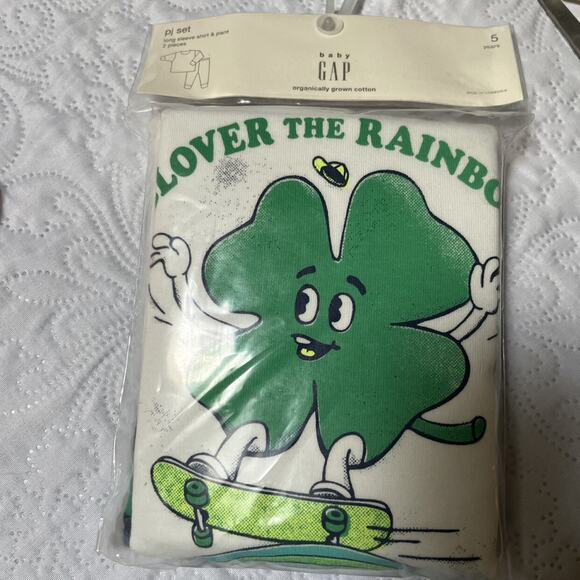 pj set
long sleeve shirt & pant
2 pieces
baby
GAP
organically grown cotton
5
years
LOVER THE RAINBO